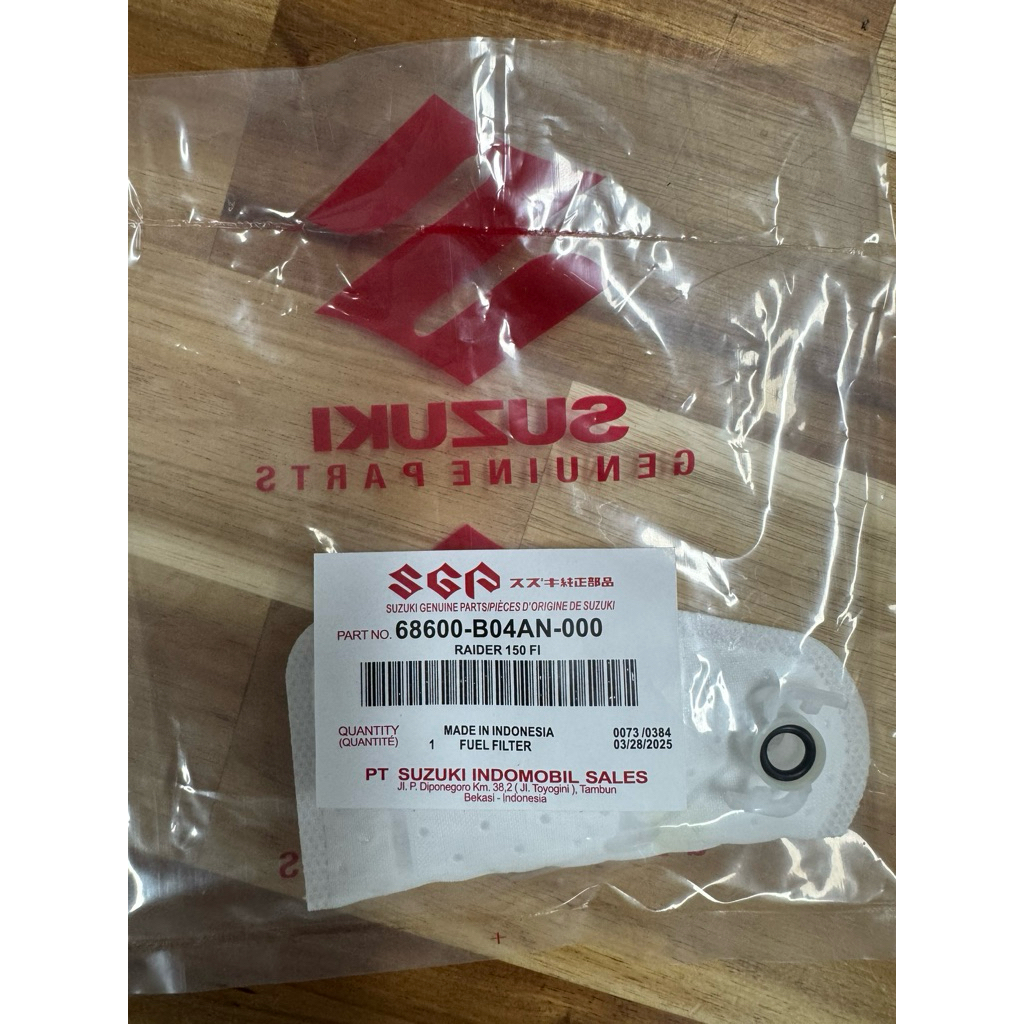 SUZUKI
GENUINE PARTS
SGP スズキ純正部品
SUZUKI GENUINE PARTS/PIÈCES D'ORIGINE DE SUZUKI
PART NO. 68600-B04AN-000
RAIDER 150 FI
QUANTITY MADE IN INDONESIA 0073 /0384
(QUANTITÉ) 1 FUEL FILTER 03/28/2025
PT SUZUKI INDOMOBIL SALES
Jl. P. Diponegoro Km. 38,2 ( Jl. Toyogini ), Tambun
Bekasi - Indonesia